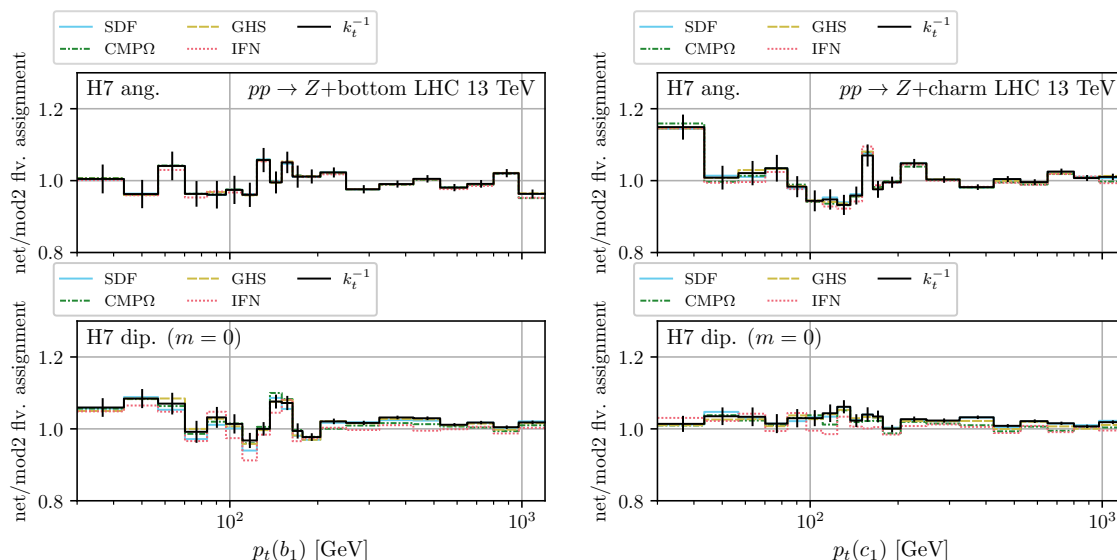 SDF GHS k_t^{-1}
CMPΩ IFN
H7 ang. pp → Z+bottom LHC 13 TeV
net/mod2 flv. assignment
1.2
1.0
0.8
SDF GHS k_t^{-1}
CMPΩ IFN
H7 ang. pp → Z+charm LHC 13 TeV
net/mod2 flv. assignment
1.2
1.0
0.8
SDF GHS k_t^{-1}
CMPΩ IFN
H7 dip. (m = 0)
net/mod2 flv. assignment
1.2
1.0
0.8
10^2 10^3
p_t(b_1) [GeV]
SDF GHS k_t^{-1}
CMPΩ IFN
H7 dip. (m = 0)
net/mod2 flv. assignment
1.2
1.0
0.8
10^2 10^3
p_t(c_1) [GeV]